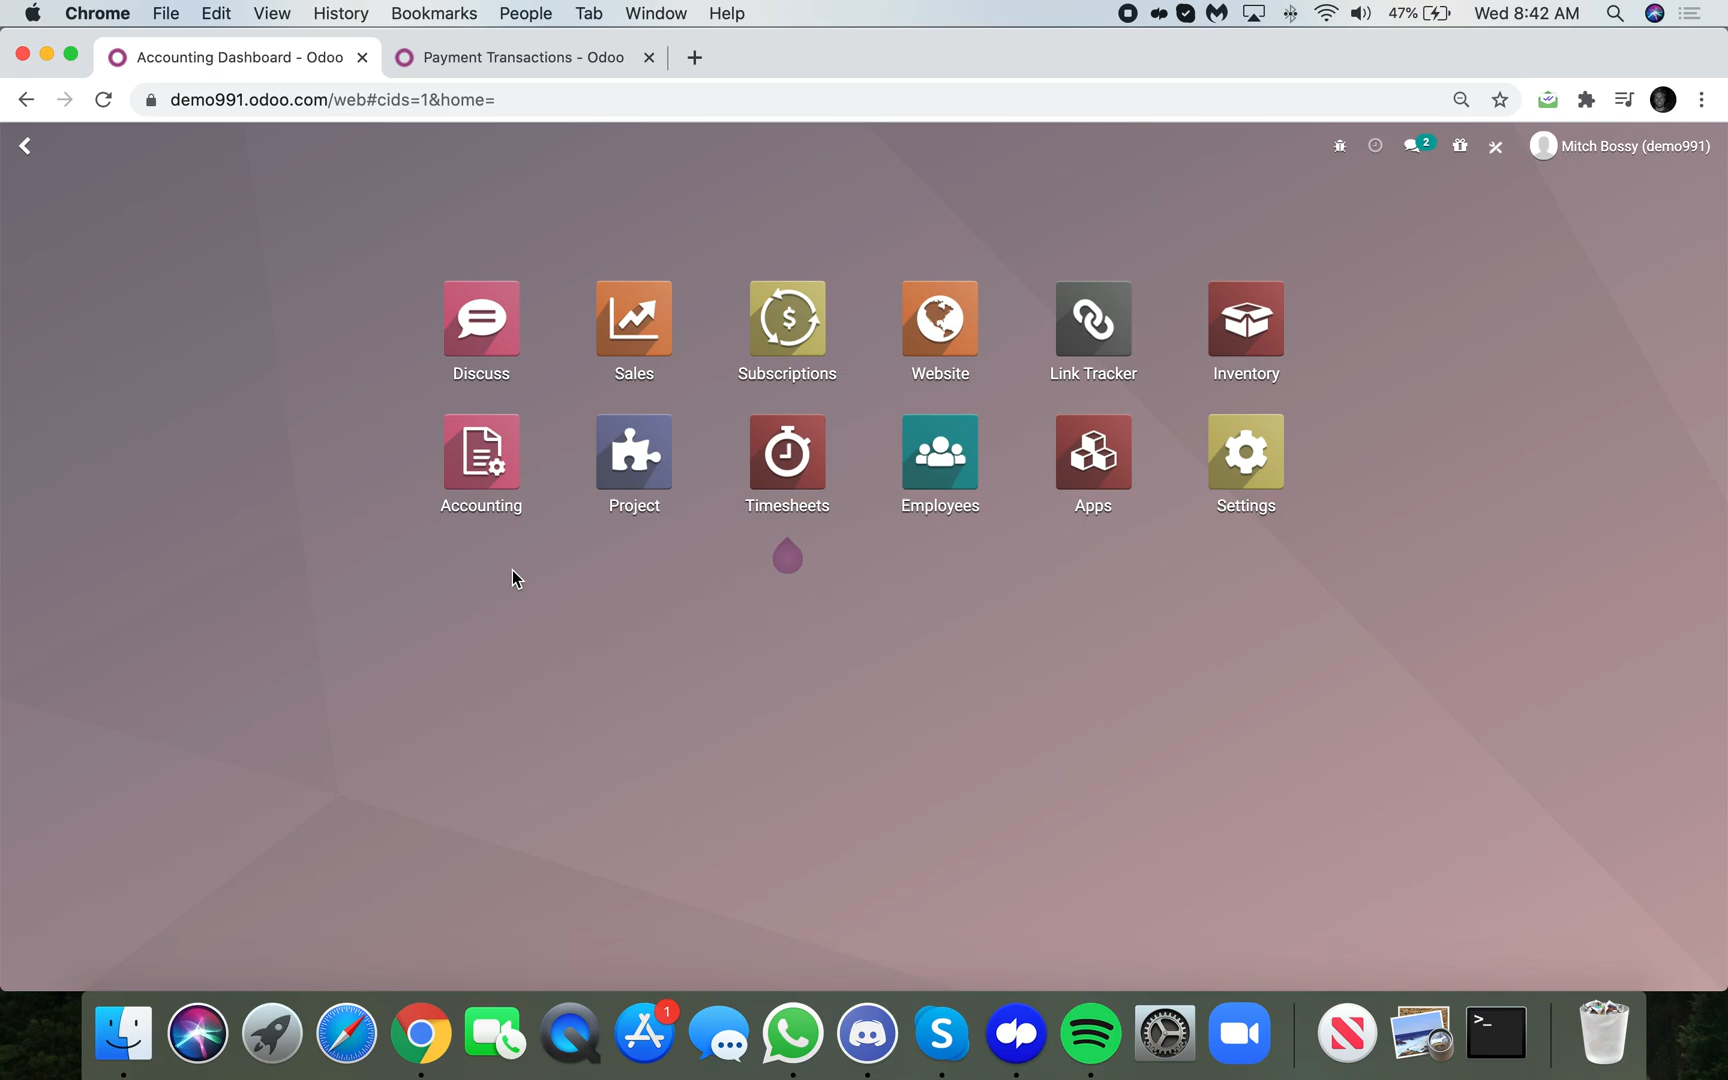 Chrome File Edit View History Bookmarks People Tab Window Help 47% Wed 8:42 AM
Accounting Dashboard - Odoo Payment Transactions - Odoo
demo991.odoo.com/web#cids=1&home=
2 Mitch Bossy (demo991)
Discuss Sales Subscriptions Website Link Tracker Inventory
Accounting Project Timesheets Employees Apps Settings
1